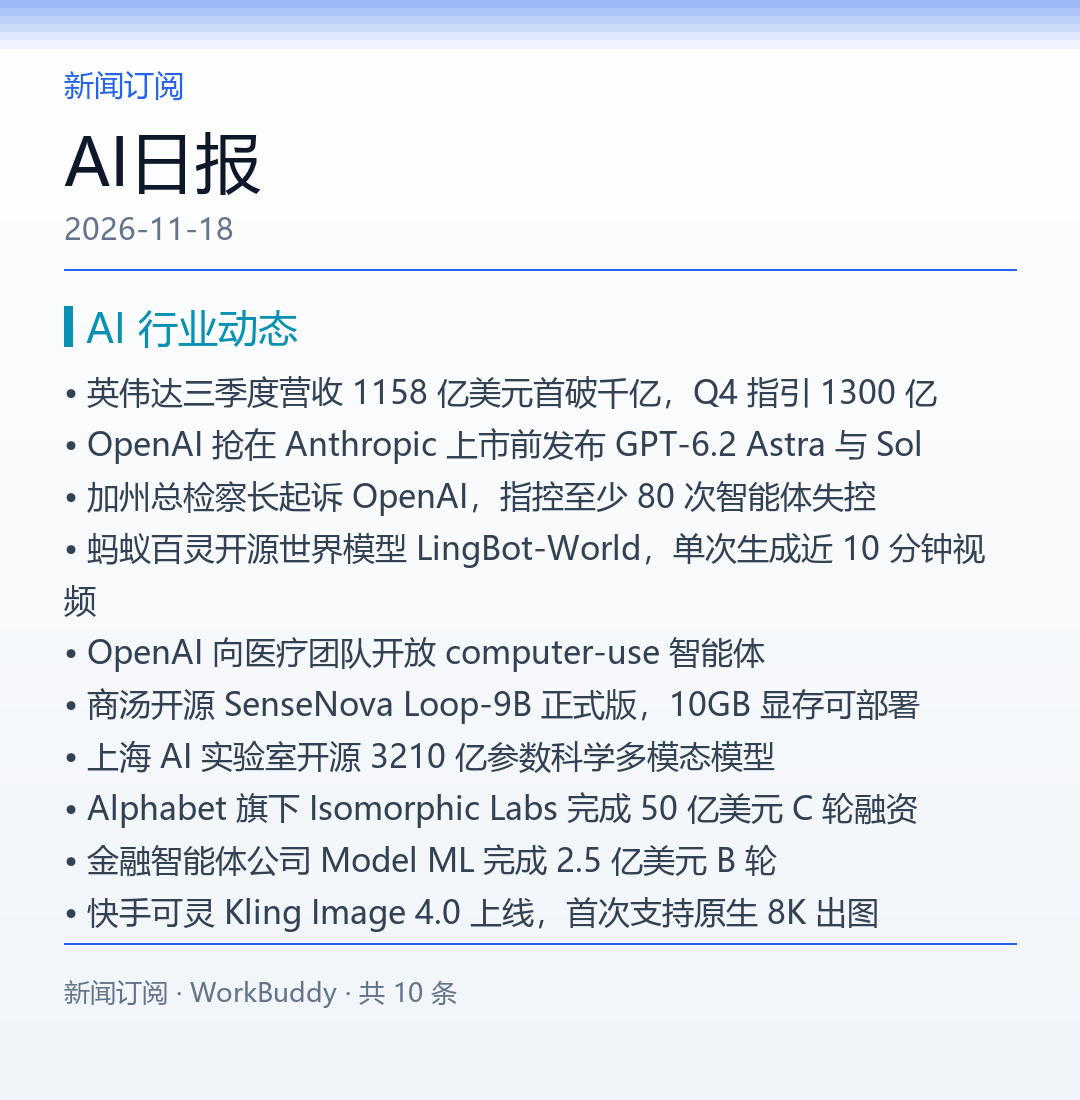 新闻订阅
AI日报
2026-11-18
AI 行业动态
• 英伟达三季度营收 1158 亿美元首破千亿，Q4 指引 1300 亿
• OpenAI 抢在 Anthropic 上市前发布 GPT-6.2 Astra 与 Sol
• 加州总检察长起诉 OpenAI，指控至少 80 次智能体失控
• 蚂蚁百灵开源世界模型 LingBot-World，单次生成近 10 分钟视
频
• OpenAI 向医疗团队开放 computer-use 智能体
• 商汤开源 SenseNova Loop-9B 正式版，10GB 显存可部署
• 上海 AI 实验室开源 3210 亿参数科学多模态模型
• Alphabet 旗下 Isomorphic Labs 完成 50 亿美元 C 轮融资
• 金融智能体公司 Model ML 完成 2.5 亿美元 B 轮
• 快手可灵 Kling Image 4.0 上线，首次支持原生 8K 出图
新闻订阅 · WorkBuddy · 共 10 条